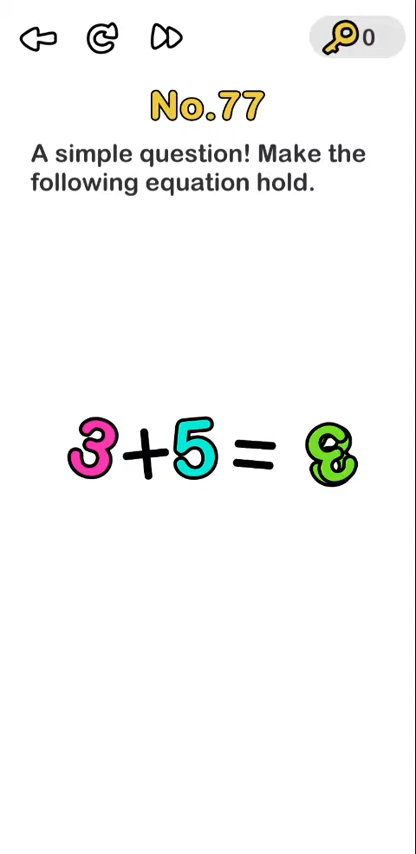 0
No.77
A simple question! Make the
following equation hold.
3+5= 8